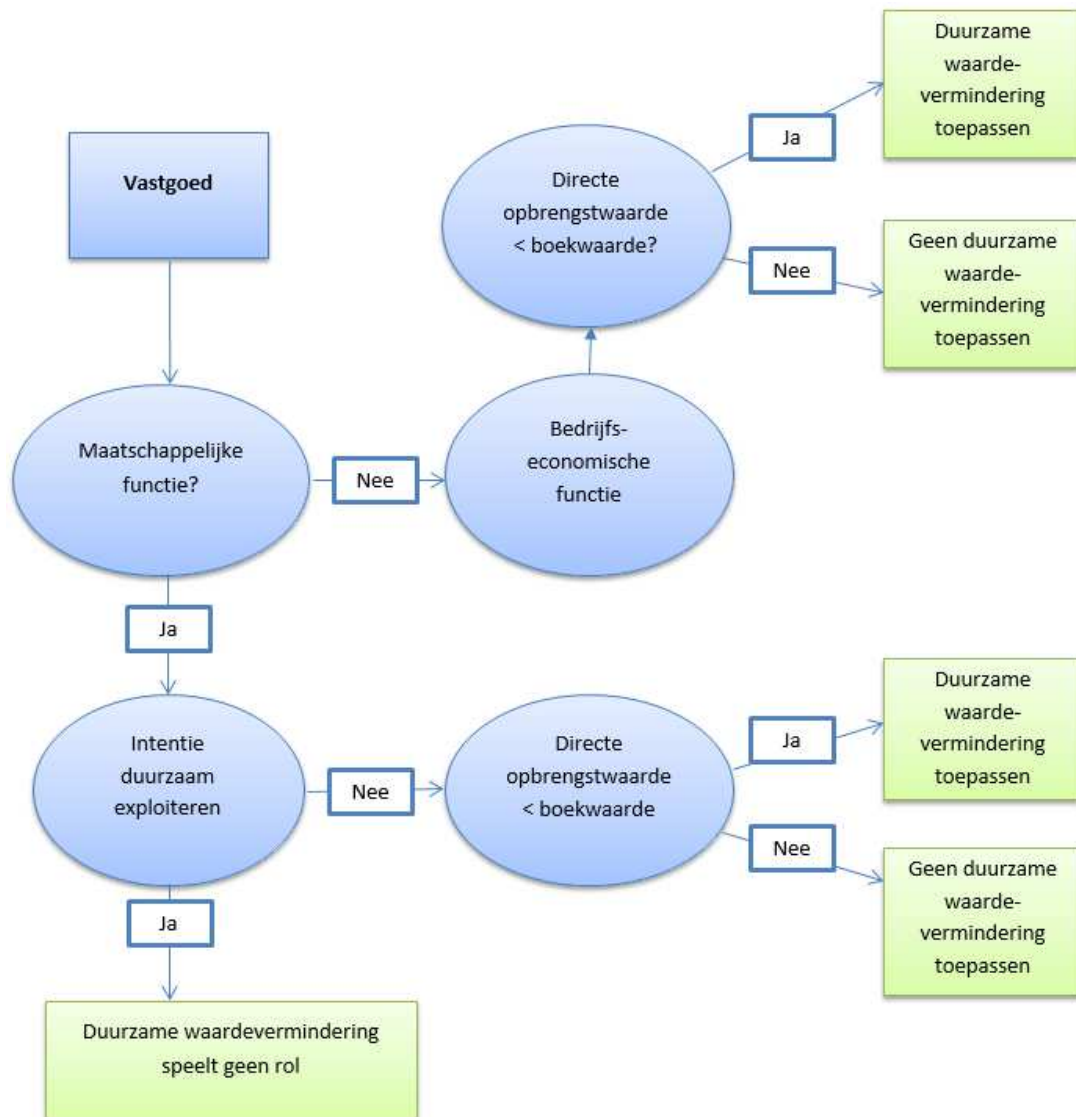 Vastgoed
Maatschappelijke
functie?
Nee
Bedrijfs-
economische
functie
Directe
opbrengstwaarde
< boekwaarde?
Ja
Duurzame
waarde-
vermindering
toepassen
Nee
Geen duurzame
waarde-
vermindering
toepassen
Ja
Intentie
duurzaam
exploiteren
Nee
Directe
opbrengstwaarde
< boekwaarde
Ja
Duurzame
waarde-
vermindering
toepassen
Nee
Geen duurzame
waarde-
vermindering
toepassen
Ja
Duurzame waardevermindering
speelt geen rol